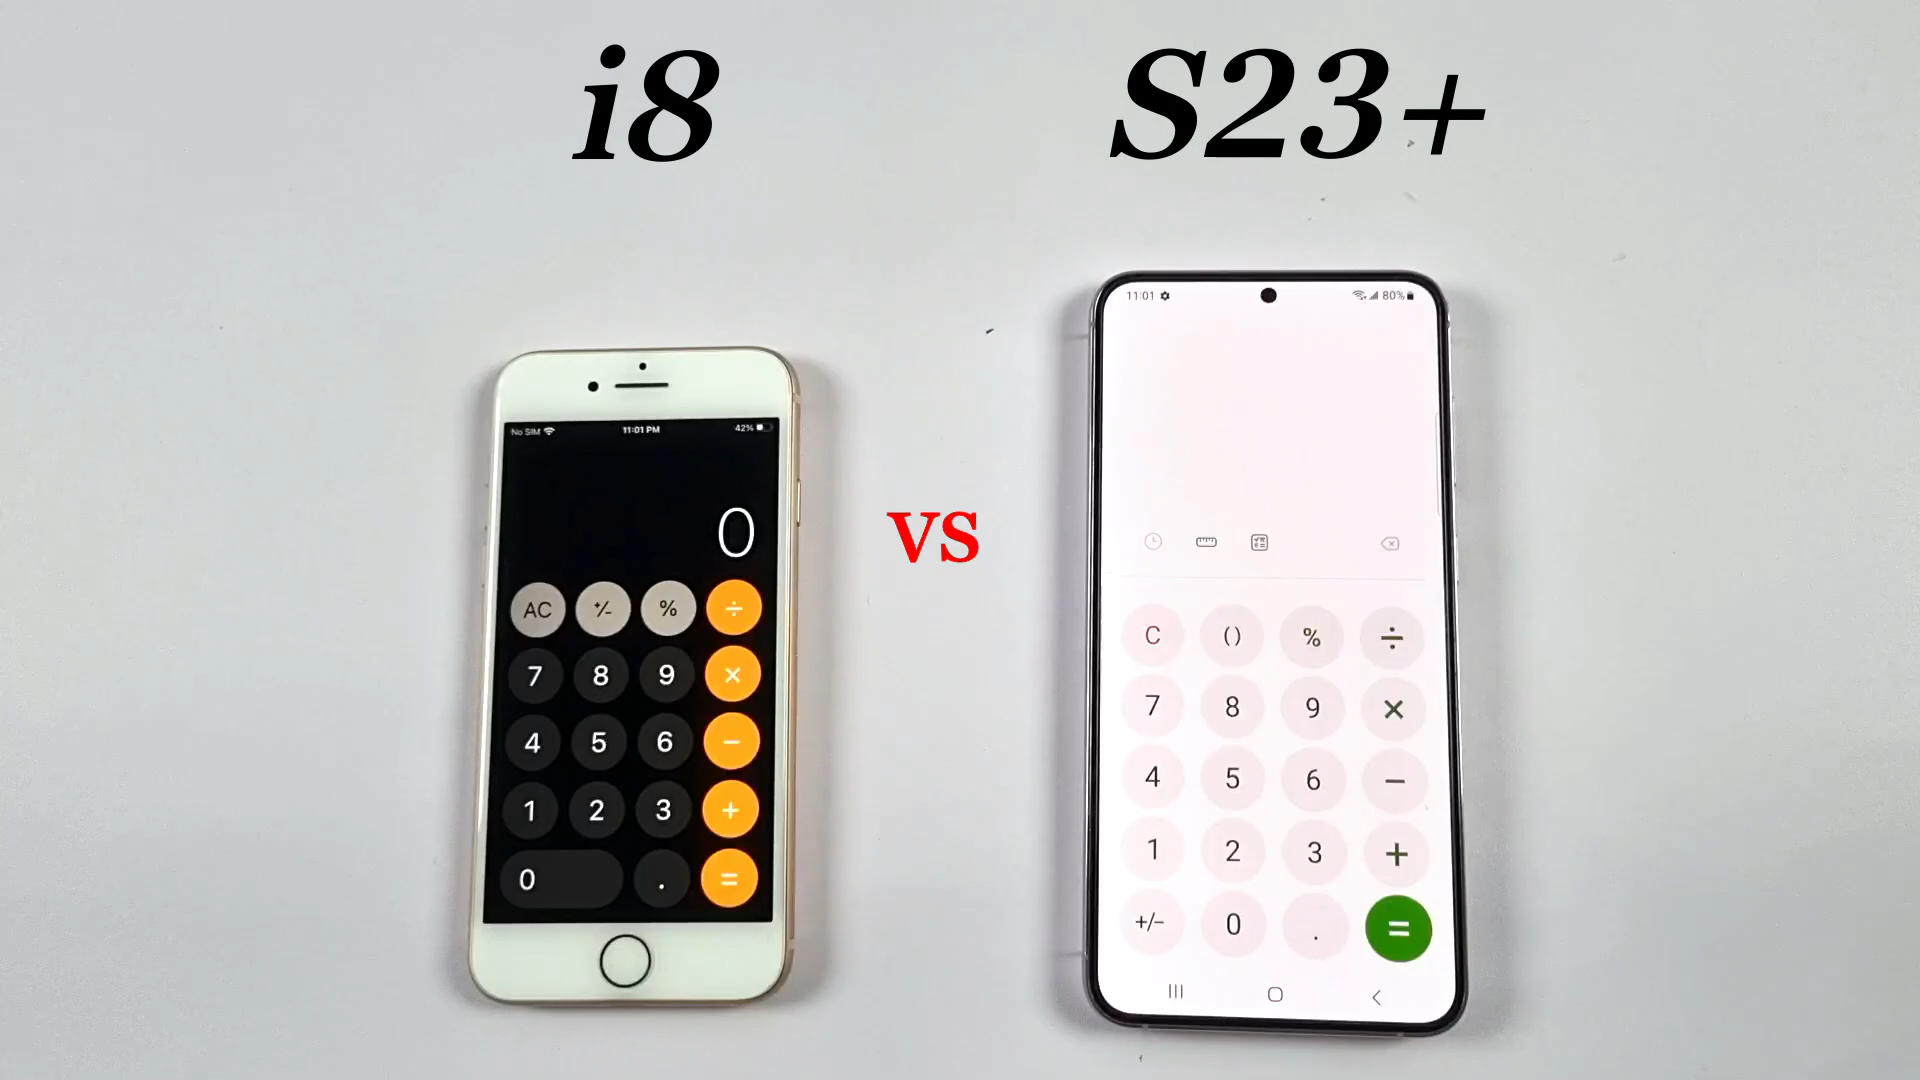 i8
S23+
VS
No SIM 11:01 PM 42%
0
AC +/- % ÷
7 8 9 ×
4 5 6 −
1 2 3 +
0 . =
11:01 80%
C () % ÷
7 8 9 ×
4 5 6 −
1 2 3 +
+/− 0 . =